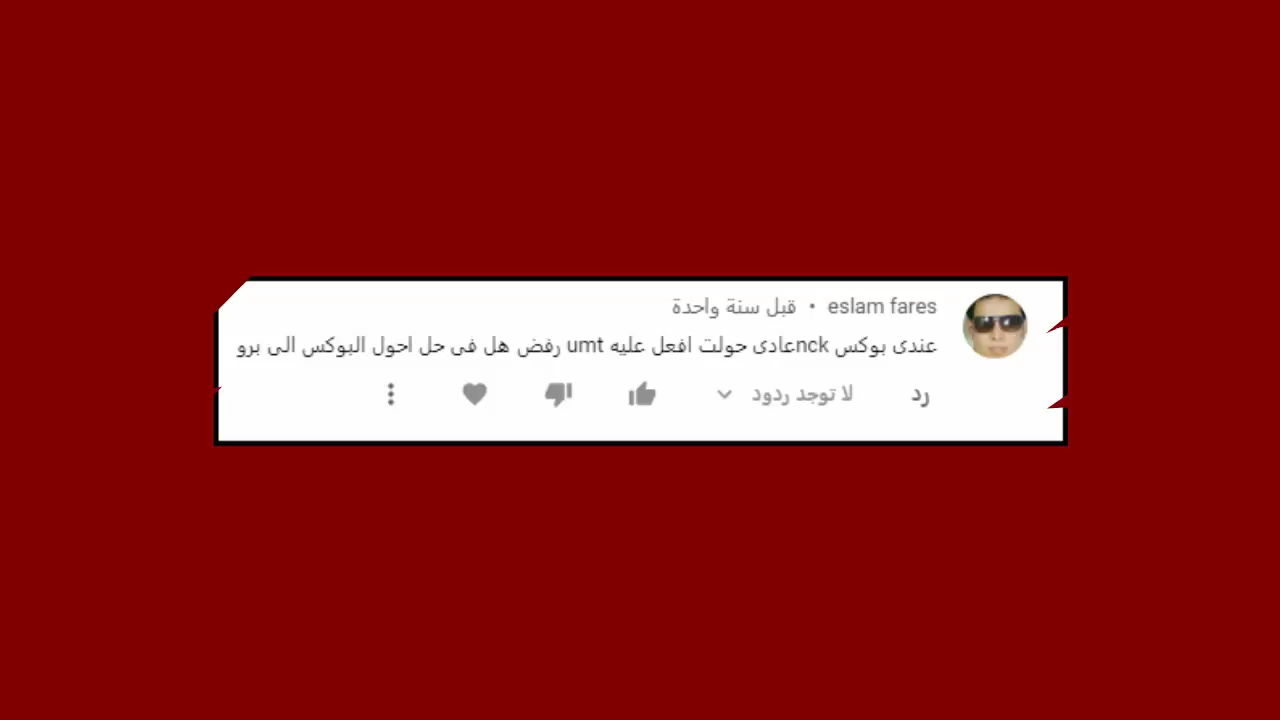 eslam fares • قبل سنة واحدة
عندى بوكس nckعادى حولت افعل عليه umt رفض هل فى حل احول البوكس الى برو
رد لا توجد ردود